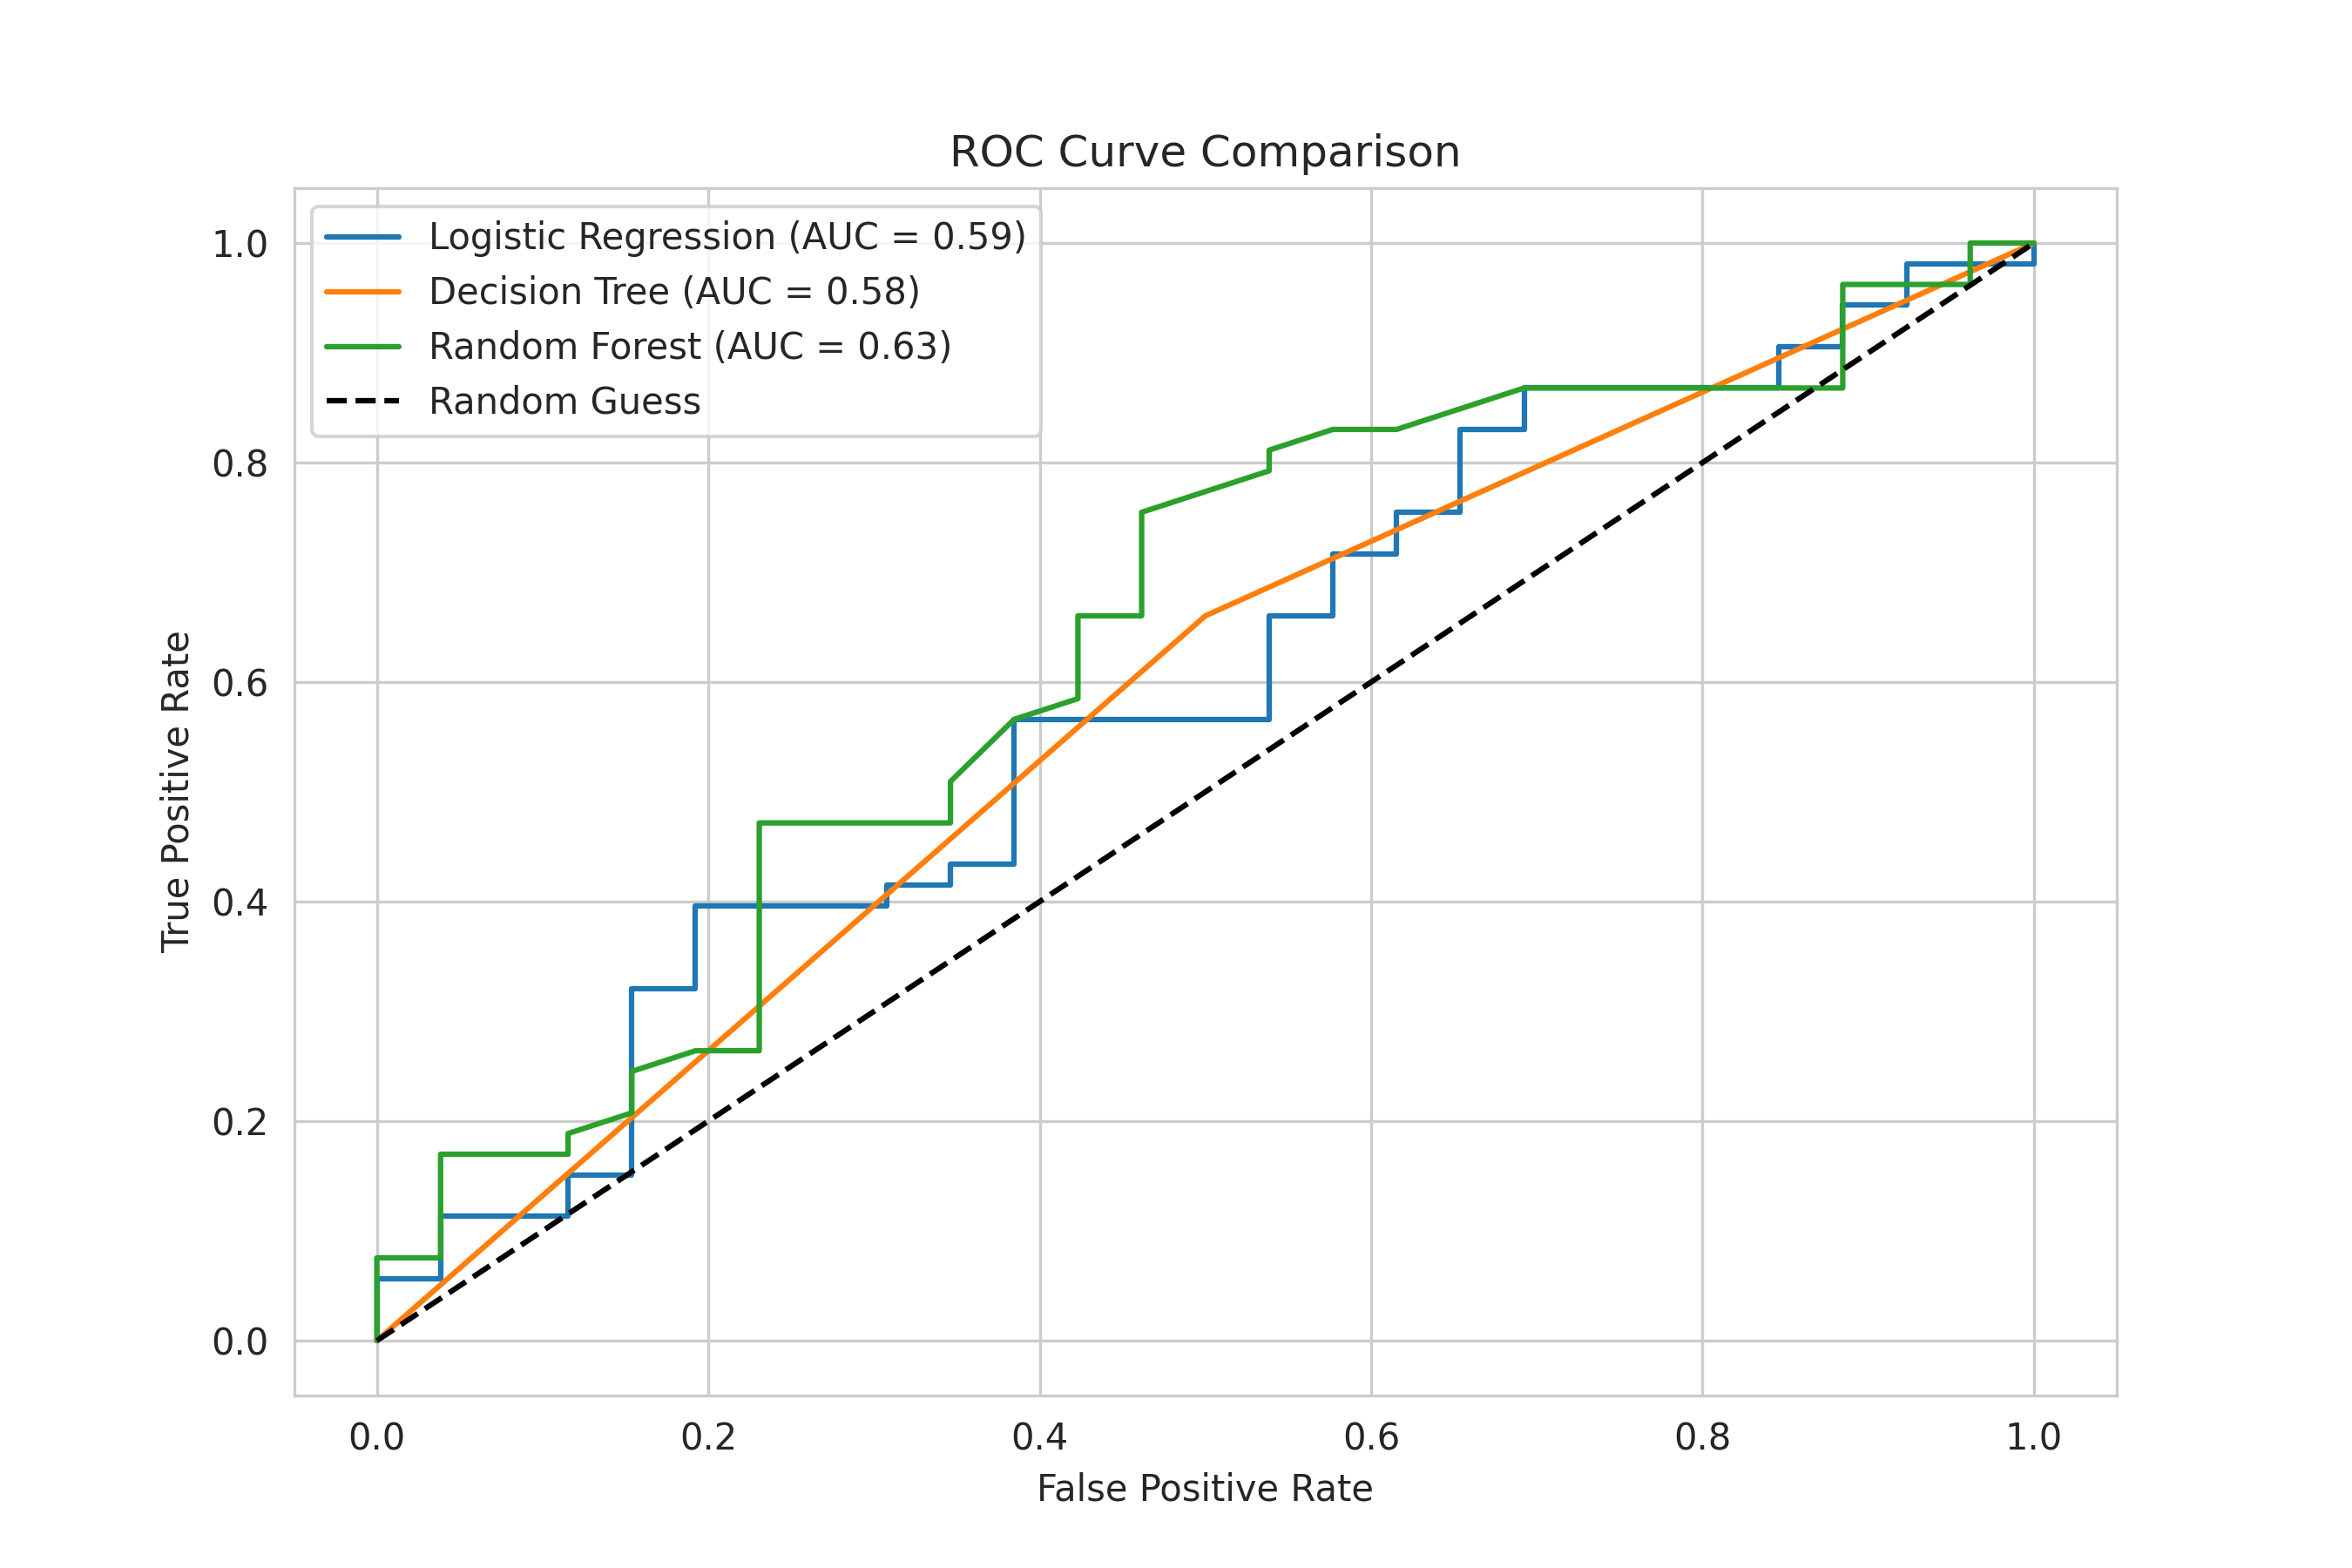 ROC Curve Comparison
Logistic Regression (AUC = 0.59)
Decision Tree (AUC = 0.58)
Random Forest (AUC = 0.63)
Random Guess
True Positive Rate
1.0
0.8
0.6
0.4
0.2
0.0
0.0 0.2 0.4 0.6 0.8 1.0
False Positive Rate